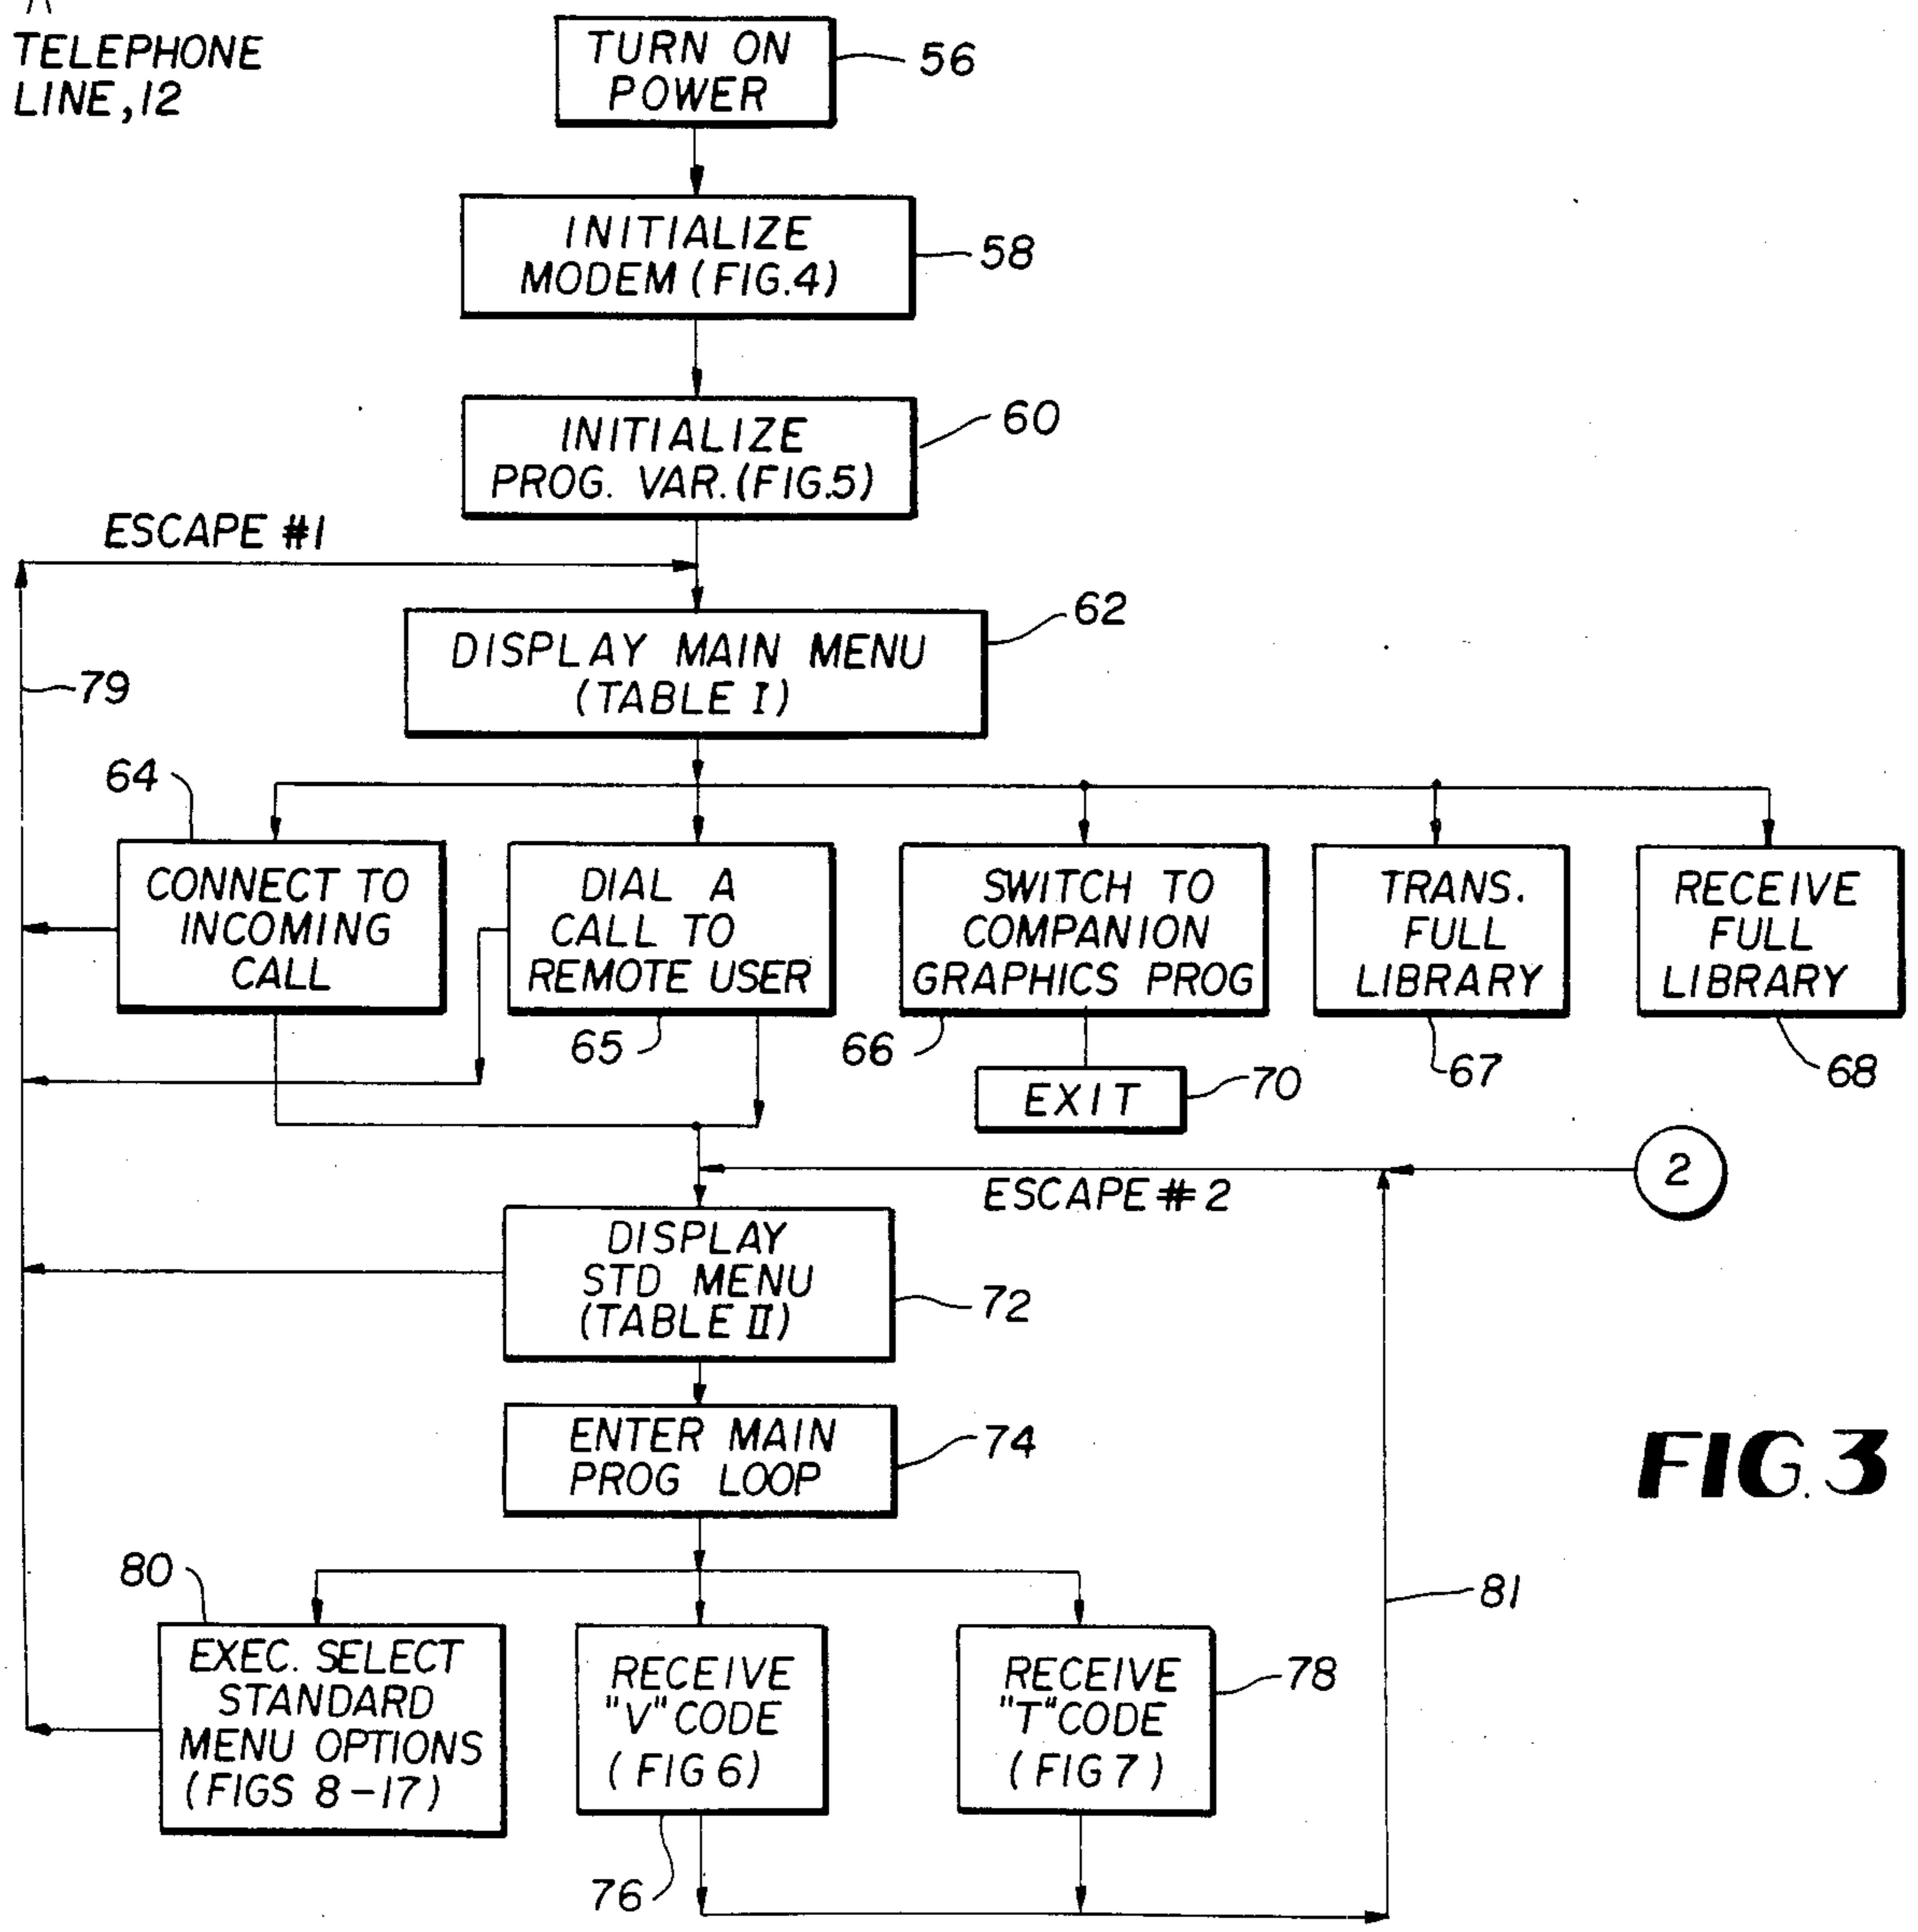 TELEPHONE
LINE,12
TURN ON
POWER
56
INITIALIZE
MODEM (FIG.4)
58
INITIALIZE
PROG. VAR.(FIG.5)
60
ESCAPE #1
DISPLAY MAIN MENU
(TABLE I)
62
79
64
CONNECT TO
INCOMING
CALL
DIAL A
CALL TO
REMOTE USER
65
SWITCH TO
COMPANION
GRAPHICS PROG
66
TRANS.
FULL
LIBRARY
67
RECEIVE
FULL
LIBRARY
68
EXIT
70
2
ESCAPE #2
DISPLAY
STD MENU
(TABLE II)
72
ENTER MAIN
PROG LOOP
74
FIG. 3
80
EXEC. SELECT
STANDARD
MENU OPTIONS
(FIGS 8-17)
RECEIVE
"V" CODE
(FIG 6)
76
RECEIVE
"T" CODE
(FIG 7)
78
81